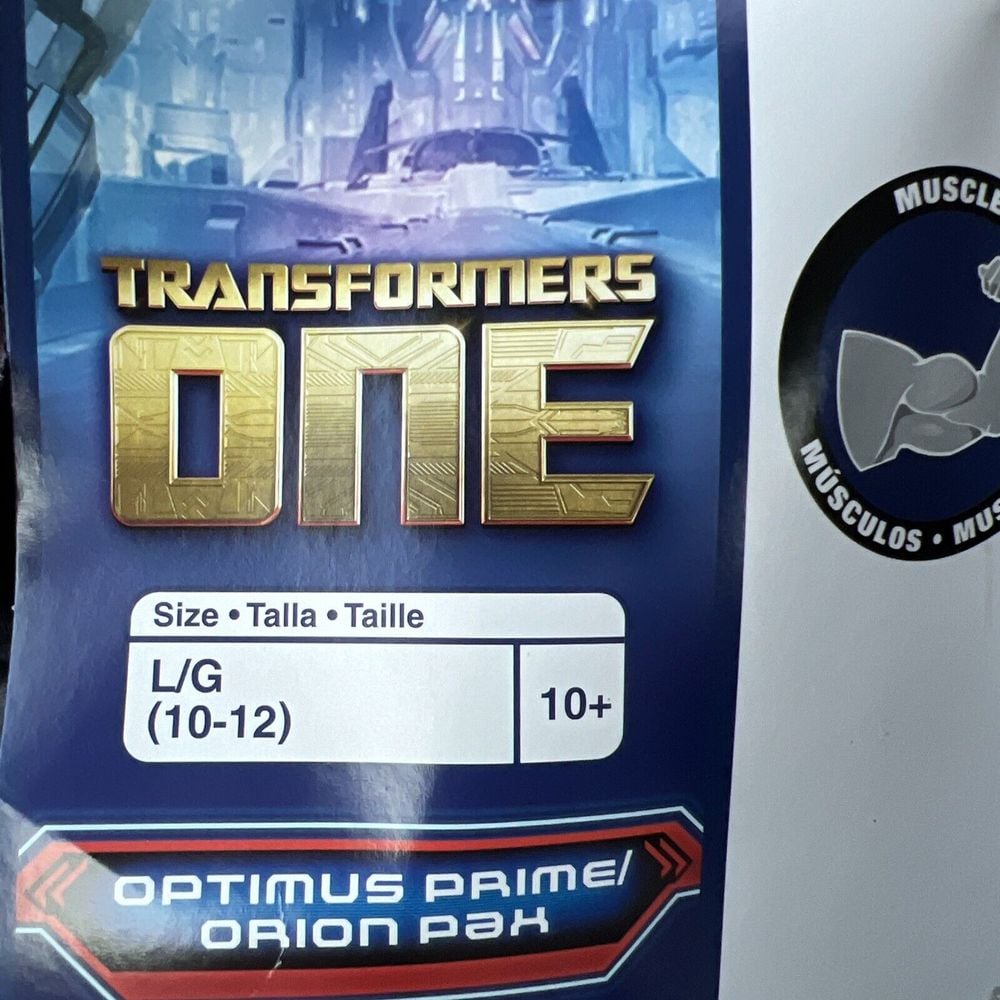 TRANSFORMERS
ONE
Size • Talla • Taille
L/G
(10-12)
10+
OPTIMUS PRIME/
ORION PAX
MUSCLE
MÚSCULOS • MUS